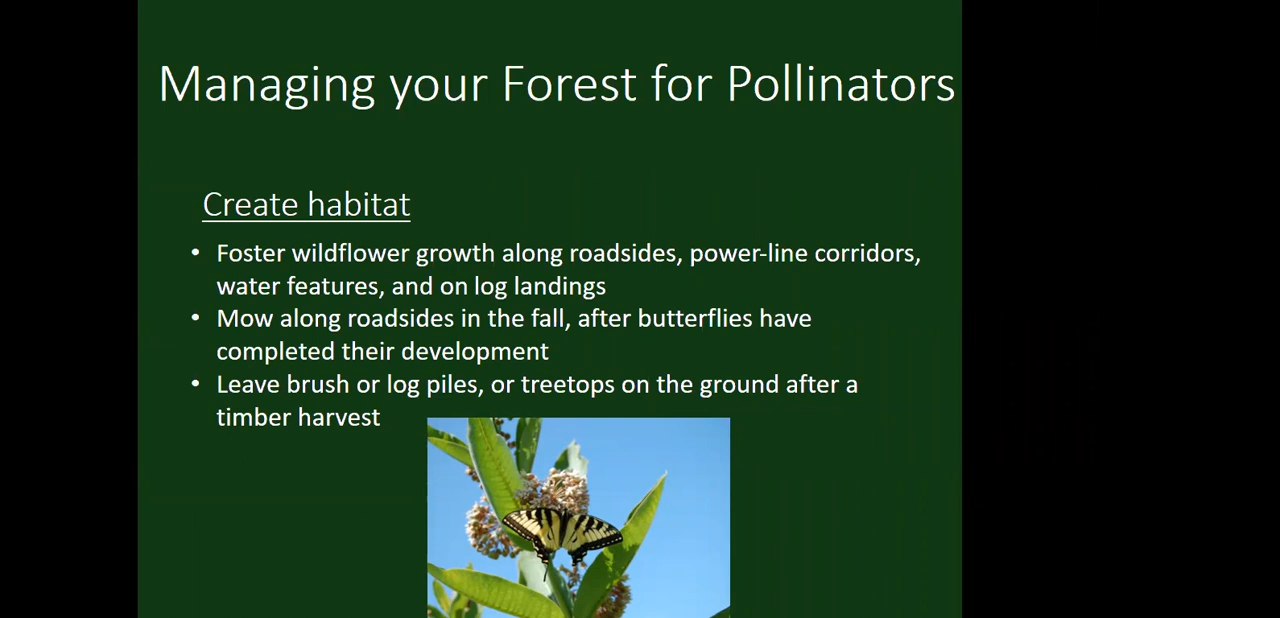 Managing your Forest for Pollinators
Create habitat
• Foster wildflower growth along roadsides, power-line corridors,
water features, and on log landings
• Mow along roadsides in the fall, after butterflies have
completed their development
• Leave brush or log piles, or treetops on the ground after a
timber harvest